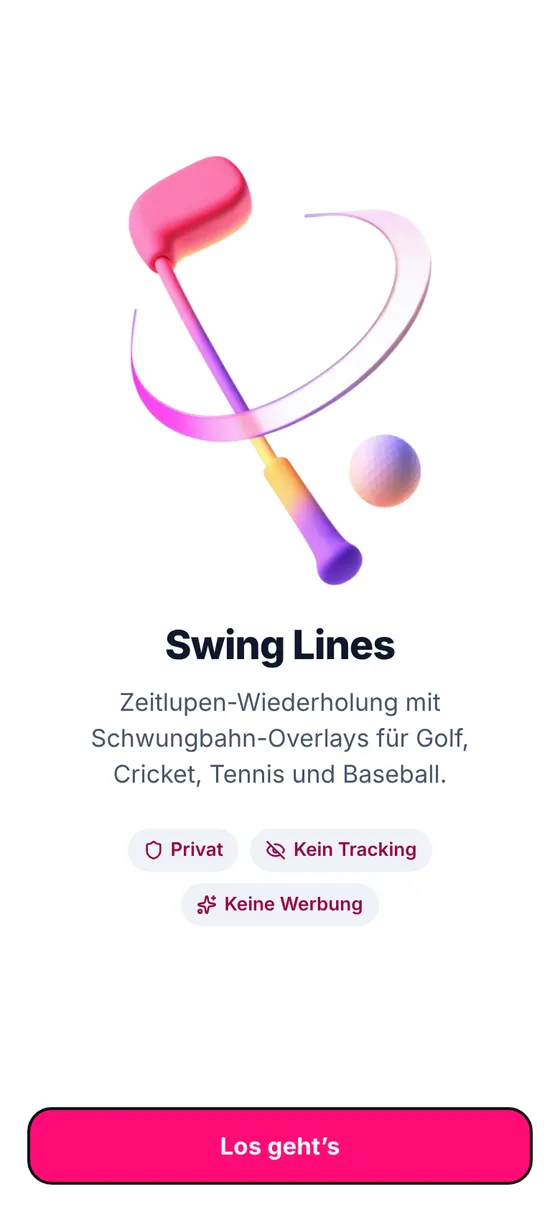 Swing Lines
Zeitlupen-Wiederholung mit
Schwungbahn-Overlays für Golf,
Cricket, Tennis und Baseball.
Privat
Kein Tracking
Keine Werbung
Los geht’s